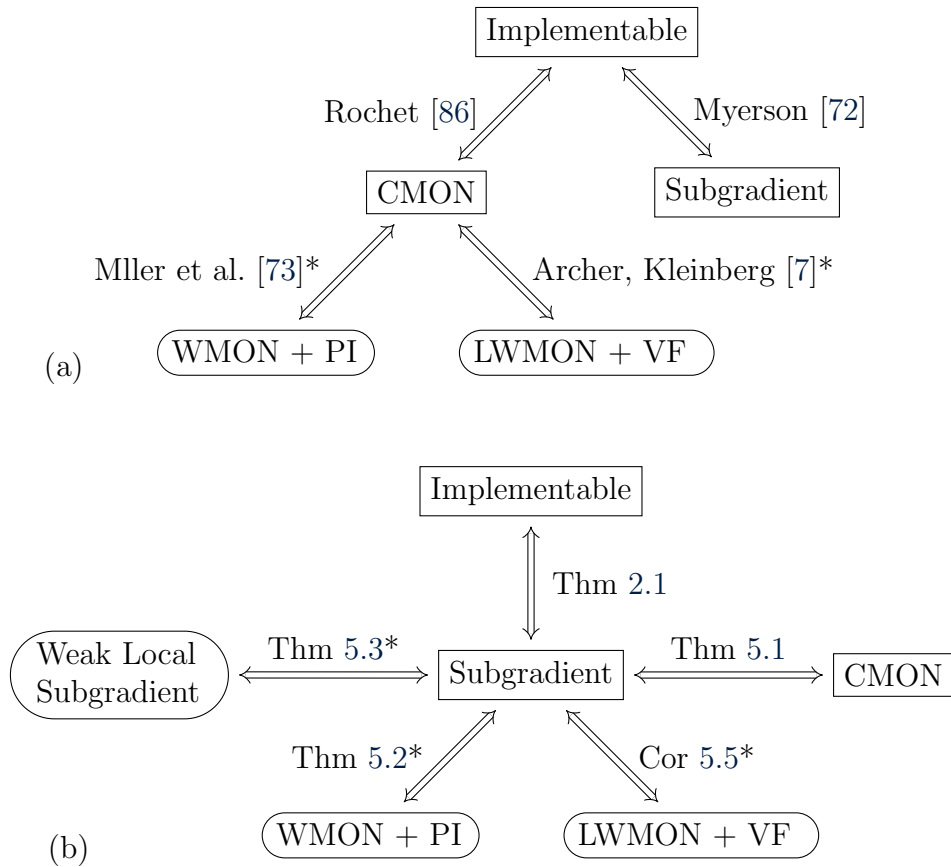 Implementable
Rochet [86]
Myerson [72]
CMON
Subgradient
Mller et al. [73]*
Archer, Kleinberg [7]*
WMON + PI
LWMON + VF
(a)
Implementable
Thm 2.1
Weak Local
Subgradient
Thm 5.3*
Subgradient
Thm 5.1
CMON
Thm 5.2*
Cor 5.5*
WMON + PI
LWMON + VF
(b)